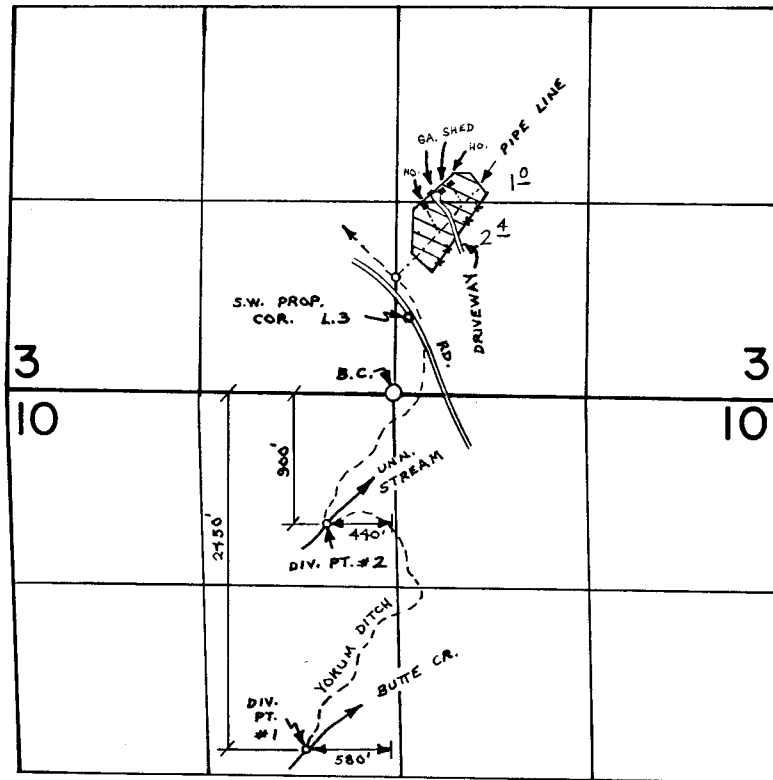 GA. SHED
HO.
HO.
PIPE LINE
1 0
2 4
DRIVEWAY
S.W. PROP.
COR. L.3
RD.
3
3
B.C.
10
10
900'
UNN.
STREAM
2450'
440'
DIV. PT. #2
YOKUM DITCH
BUTTE CR.
DIV.
PT.
#1
580'